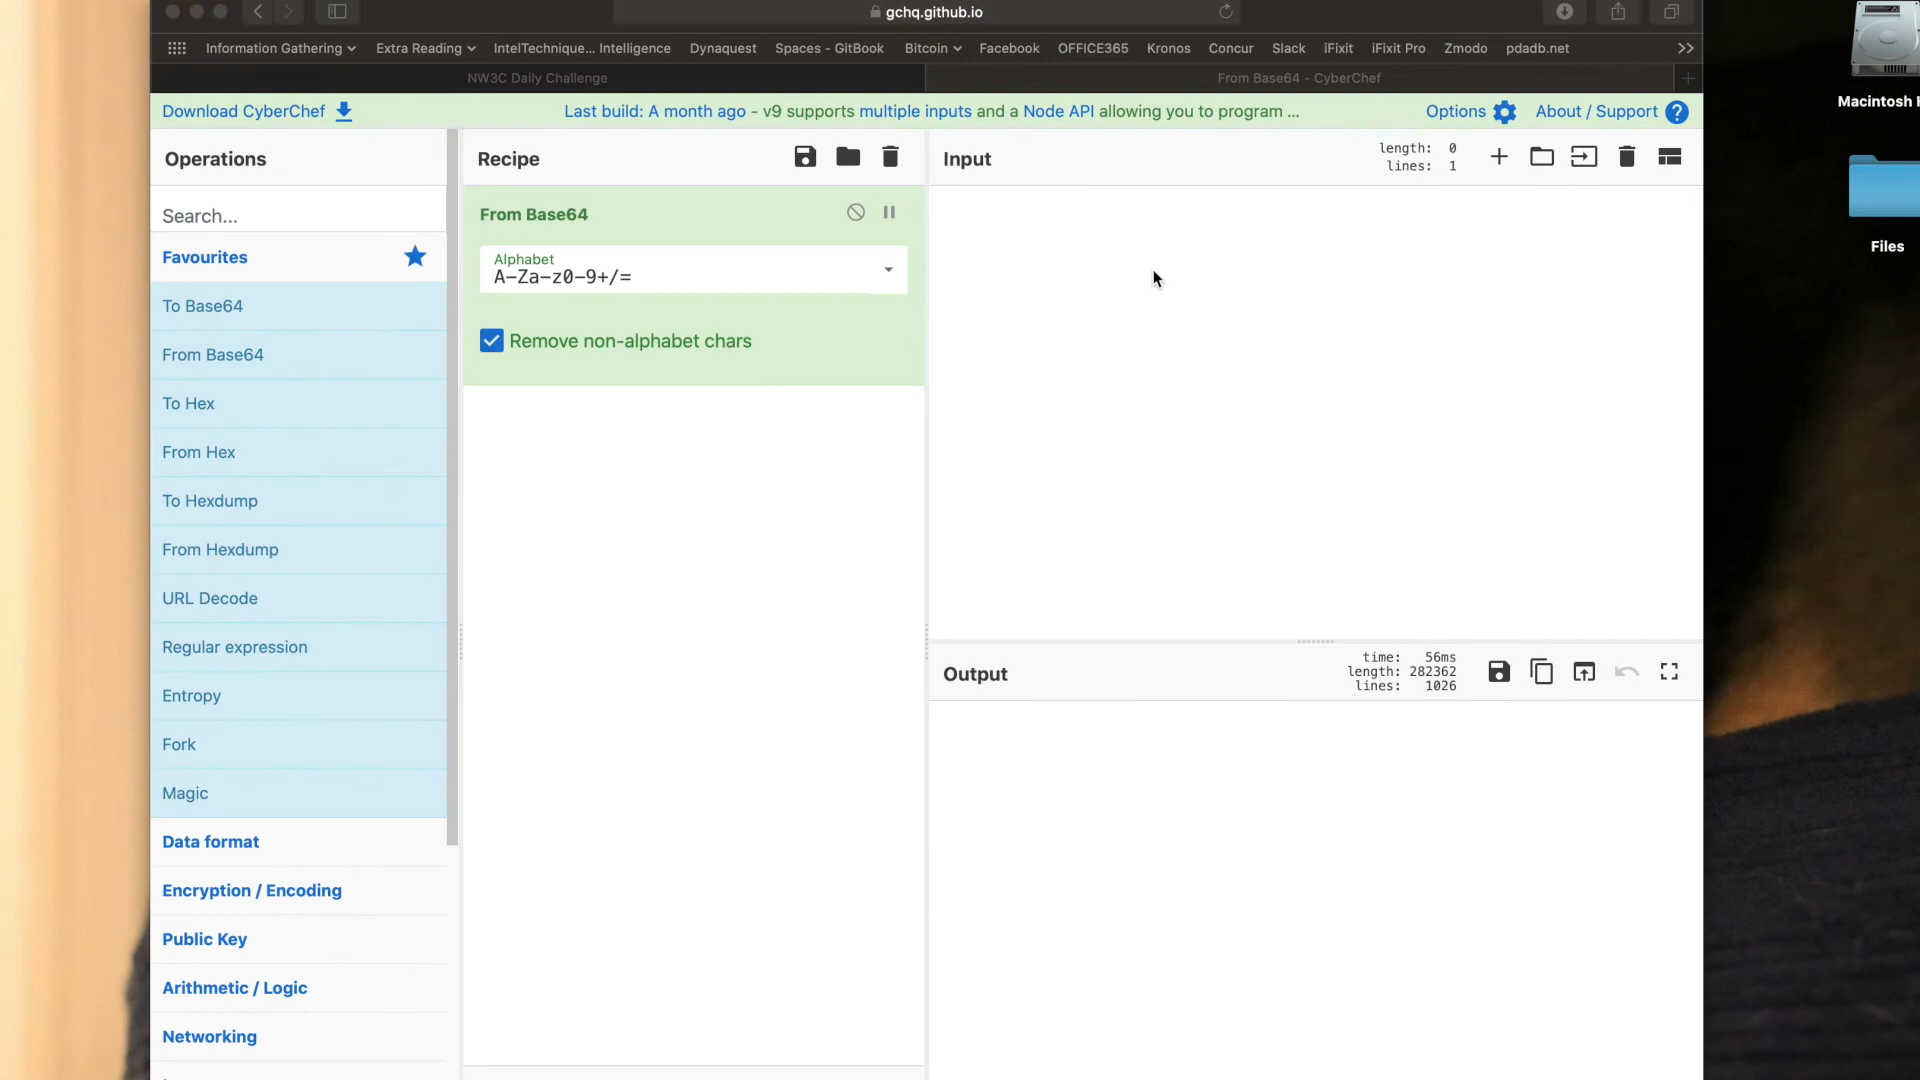 gchq.github.io
Information Gathering Extra Reading IntelTechnique... Intelligence Dynaquest Spaces - GitBook Bitcoin Facebook OFFICE365 Kronos Concur Slack iFixit iFixit Pro Zmodo pdadb.net
NW3C Daily Challenge From Base64 - CyberChef
Download CyberChef Last build: A month ago - v9 supports multiple inputs and a Node API allowing you to program ... Options About / Support
Operations
Search...
Favourites
To Base64
From Base64
To Hex
From Hex
To Hexdump
From Hexdump
URL Decode
Regular expression
Entropy
Fork
Magic
Data format
Encryption / Encoding
Public Key
Arithmetic / Logic
Networking
Recipe
From Base64
Alphabet
A-Za-z0-9+/=
Remove non-alphabet chars
Input
length: 0
lines: 1
Output
time: 56ms
length: 282362
lines: 1026
Macintosh
Files